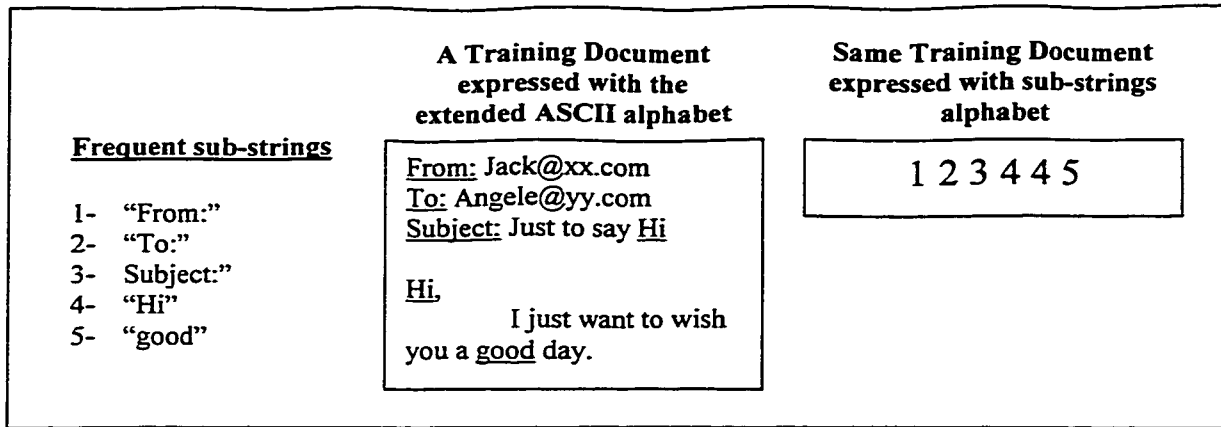 Frequent sub-strings
1- “From:”
2- “To:”
3- Subject:”
4- “Hi”
5- “good”
A Training Document
expressed with the
extended ASCII alphabet
From: Jack@xx.com
To: Angele@yy.com
Subject: Just to say Hi
Hi,
I just want to wish
you a good day.
Same Training Document
expressed with sub-strings
alphabet
1 2 3 4 4 5